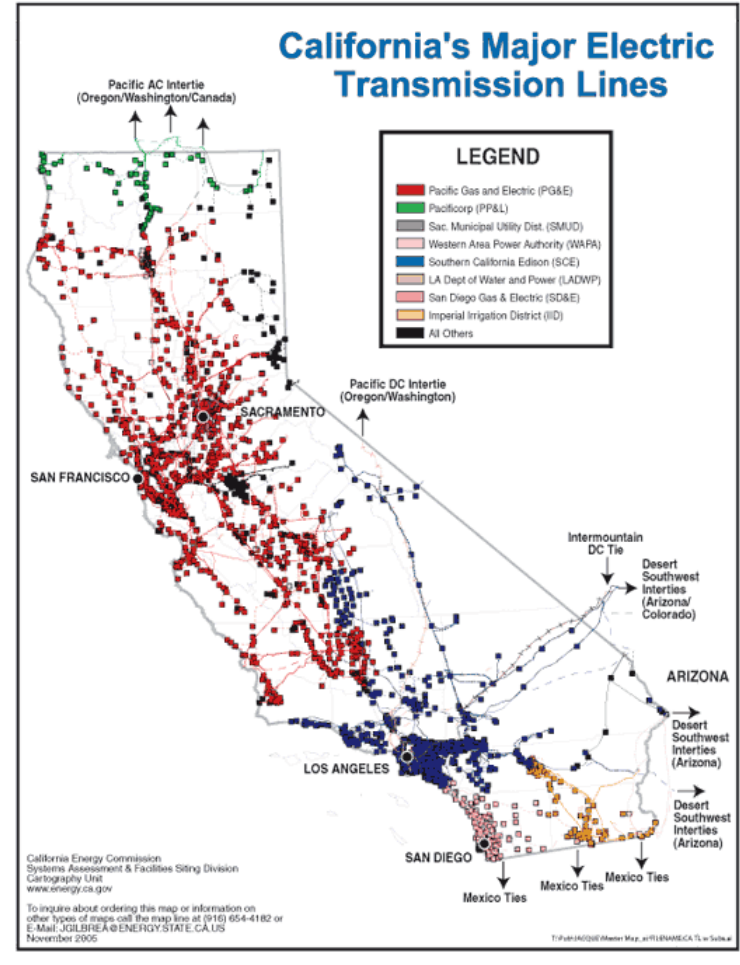 California's Major Electric
Transmission Lines
Pacific AC Intertie
(Oregon/Washington/Canada)
LEGEND
Pacific Gas and Electric (PG&E)
Pacificorp (PP&L)
Sac. Municipal Utility Dist. (SMUD)
Western Area Power Authority (WAPA)
Southern California Edison (SCE)
LA Dept of Water and Power (LADWP)
San Diego Gas & Electric (SD&E)
Imperial Irrigation District (IID)
All Others
Pacific DC Intertie
(Oregon/Washington)
SACRAMENTO
SAN FRANCISCO
Intermountain
DC Tie
Desert
Southwest
Interties
(Arizona/
Colorado)
ARIZONA
Desert
Southwest
Interties
(Arizona)
LOS ANGELES
Desert
Southwest
Interties
(Arizona)
SAN DIEGO
Mexico Ties
Mexico Ties
Mexico Ties
California Energy Commission
Systems Assessment & Facilities Siting Division
Cartography Unit
www.energy.ca.gov
To inquire about ordering this map or information on
other types of maps call the map line at (916) 654-4182 or
E-Mail: JGILBREA@ENERGY.STATE.CA.US
November 2005